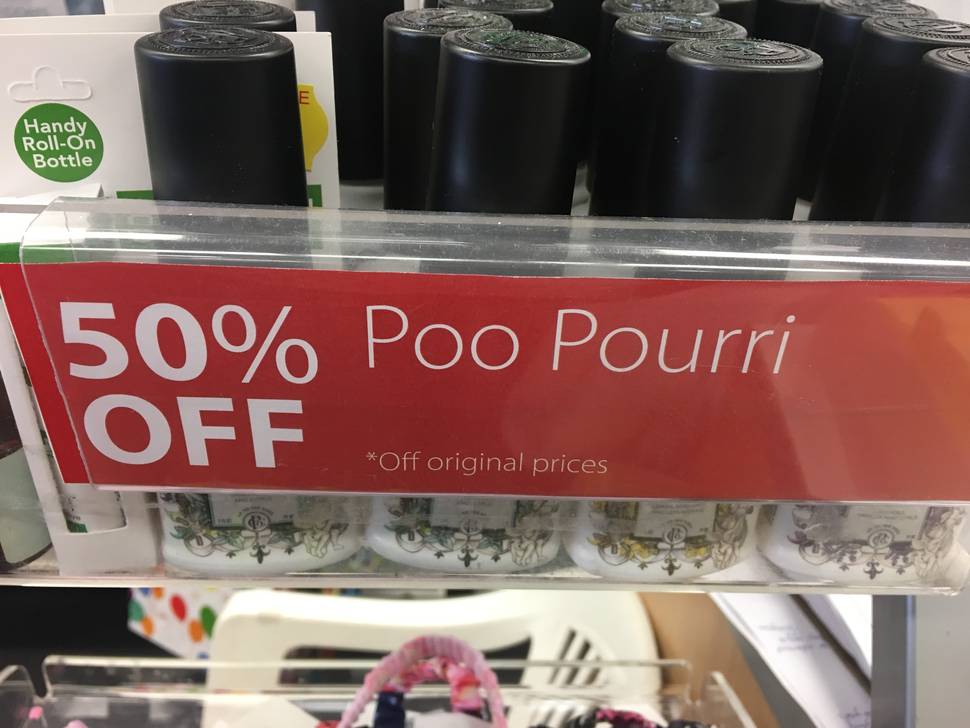 Handy
Roll-On
Bottle
E
50%
OFF
Poo Pourri
*Off original prices